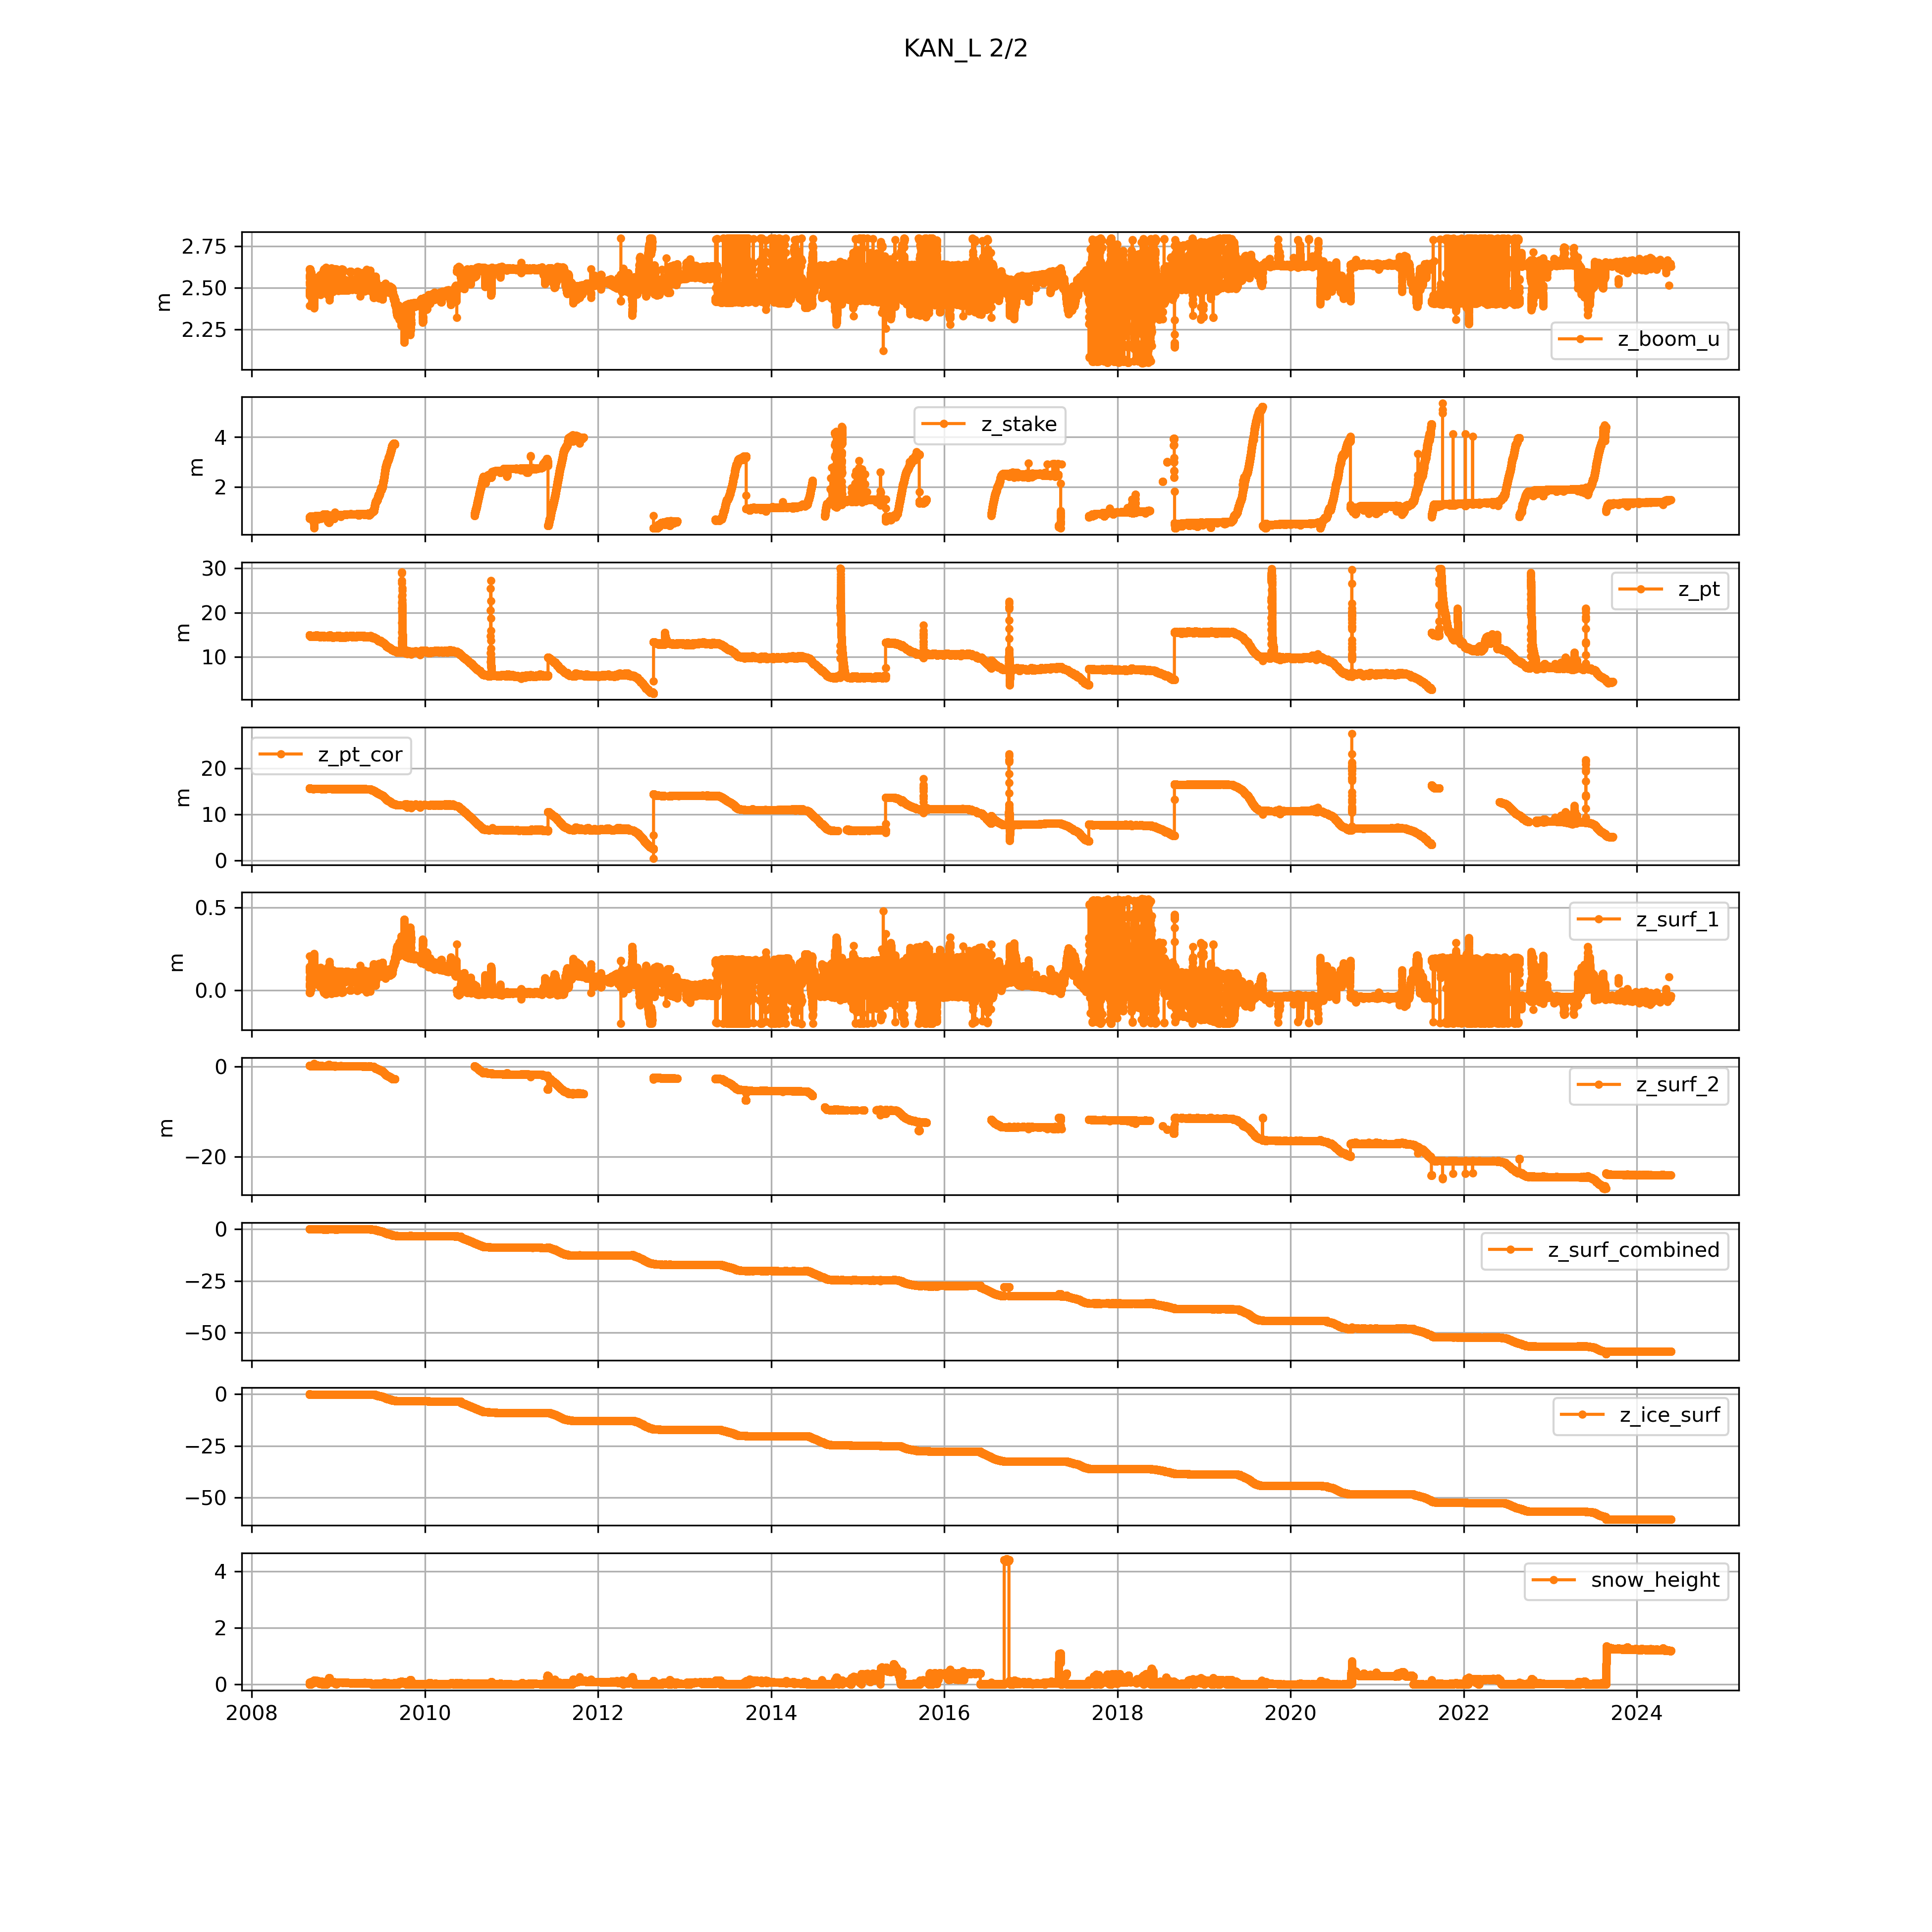 KAN_L 2/2
2.75
2.50
2.25
m
z_boom_u
4
2
m
z_stake
30
20
10
m
z_pt
20
10
0
m
z_pt_cor
0.5
0.0
m
z_surf_1
0
−20
m
z_surf_2
0
−25
−50
z_surf_combined
0
−25
−50
z_ice_surf
4
2
0
snow_height
2008 2010 2012 2014 2016 2018 2020 2022 2024